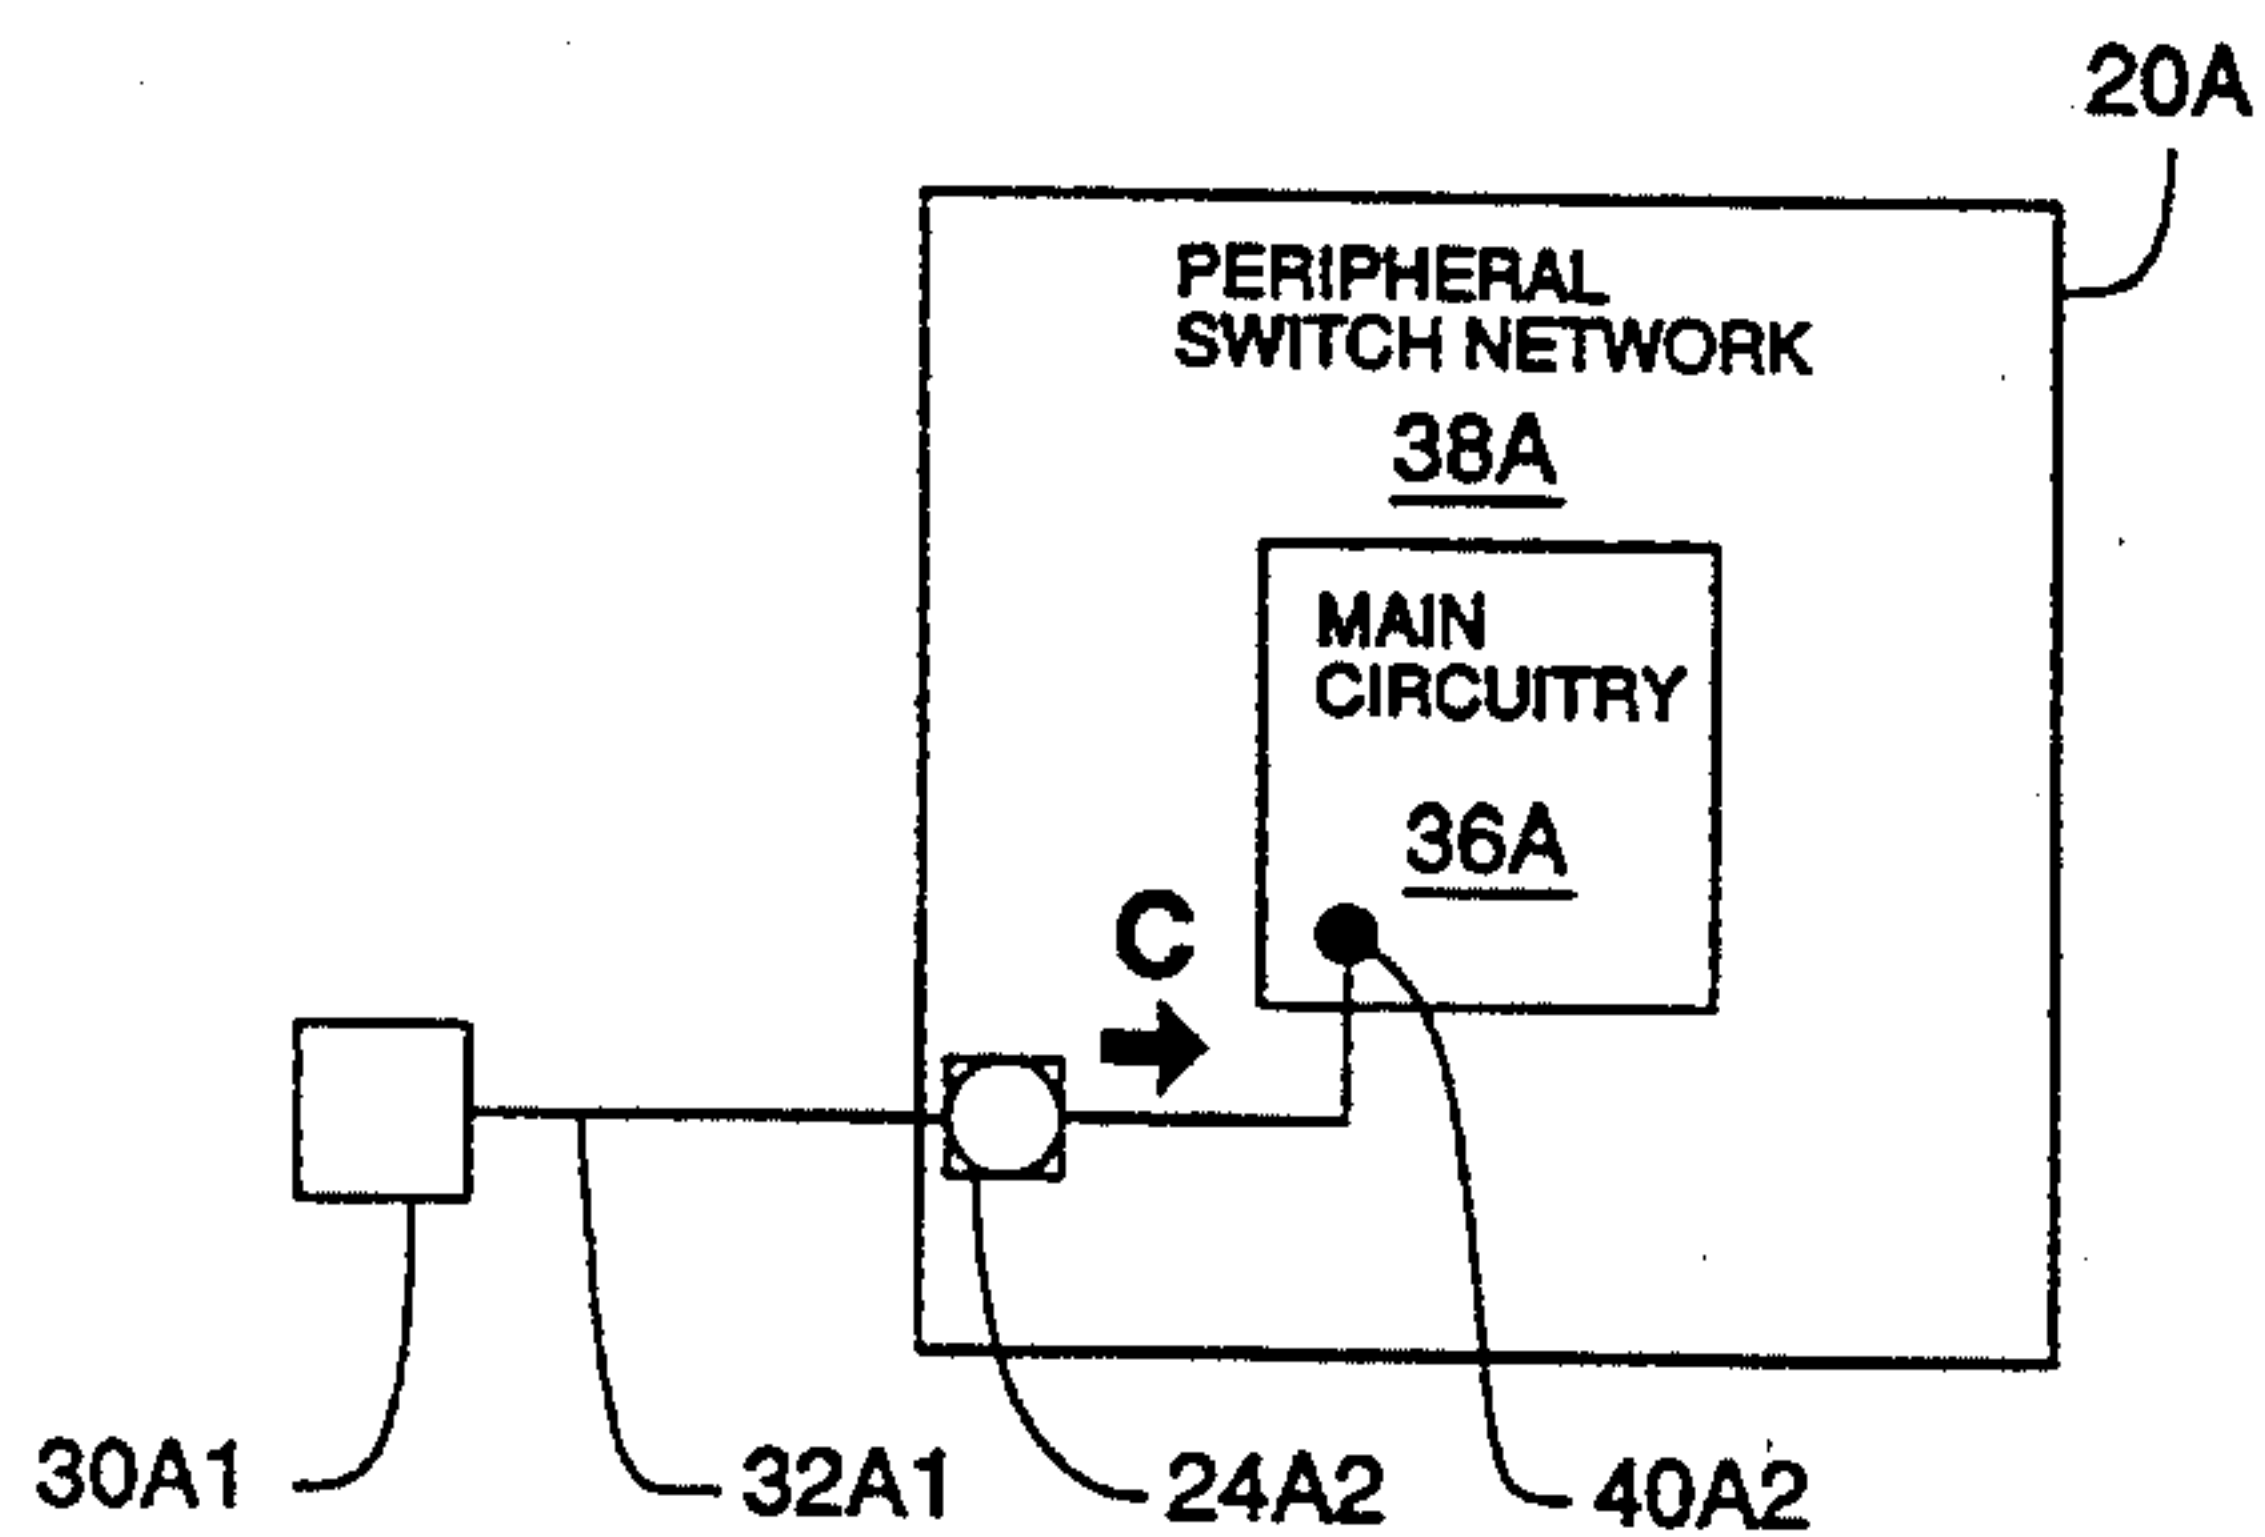 20A
PERIPHERAL
SWITCH NETWORK
38A
MAIN
CIRCUITRY
36A
C
30A1
32A1
24A2
40A2